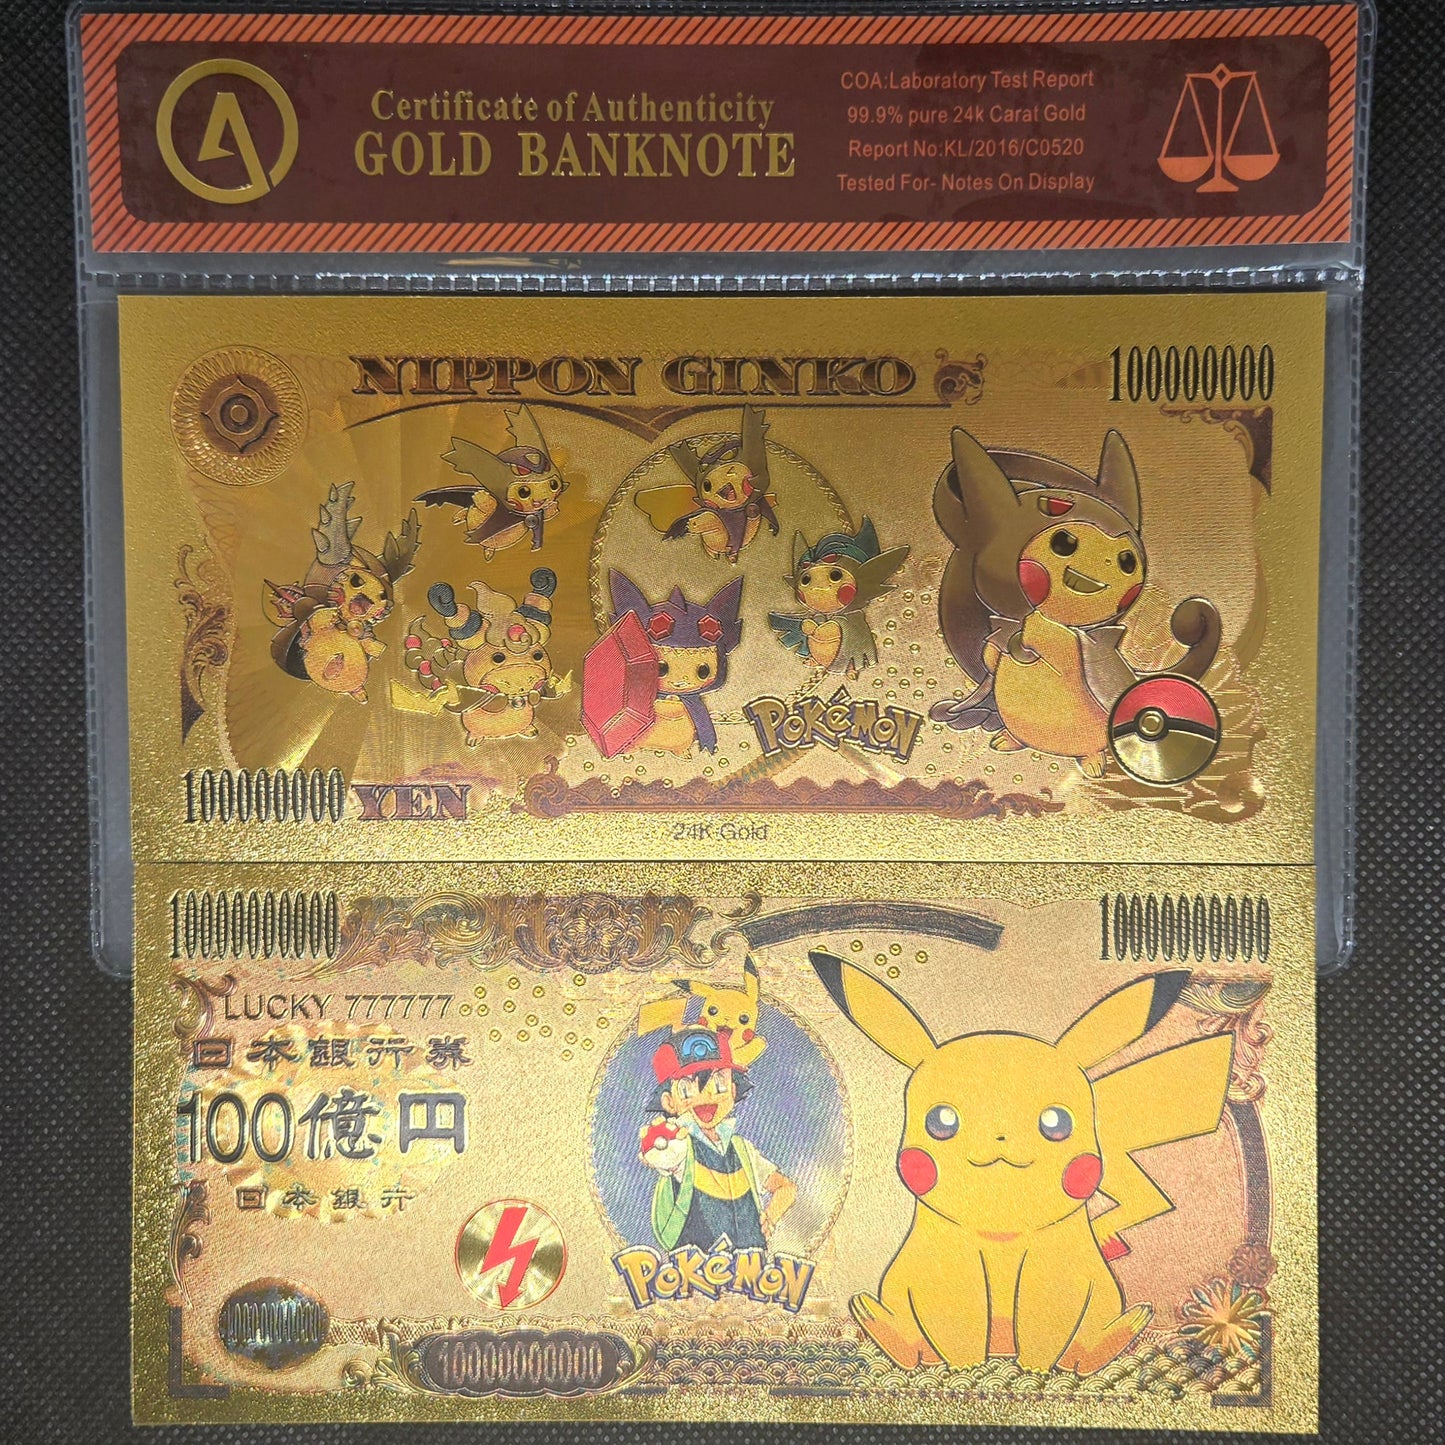 Certificate of Authenticity
GOLD BANKNOTE
COA:Laboratory Test Report
99.9% pure 24k Carat Gold
Report No:KL/2016/C0520
Tested For- Notes On Display
NIPPON GINKO
100000000
POKéMON
100000000 YEN
24K Gold
10000000000
10000000000
LUCKY 777777
日本銀行券
100億円
日本銀行
POKéMON
10000000000
10000000000